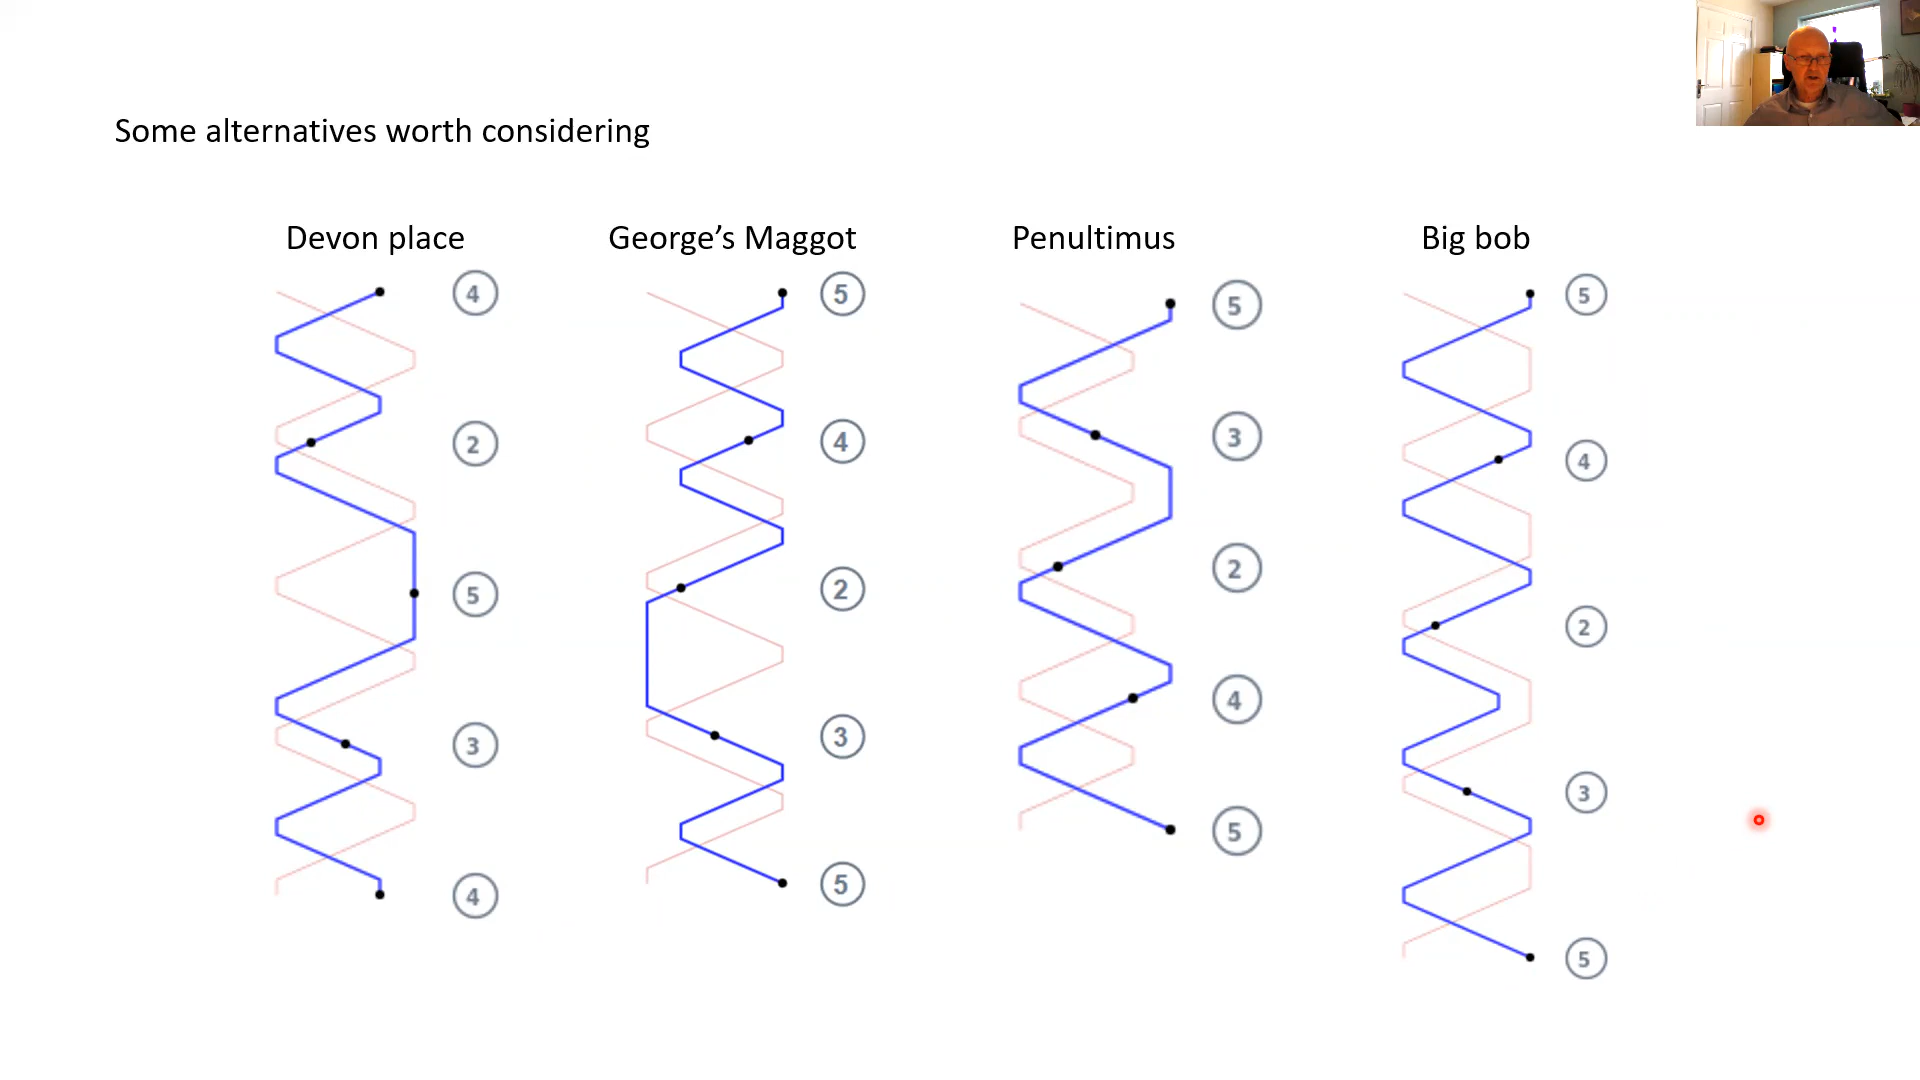 Some alternatives worth considering
Devon place George's Maggot Penultimus Big bob
4 5 5 5
2 4 3 4
5 2 2 2
3 3 4 3
4 5 5 5